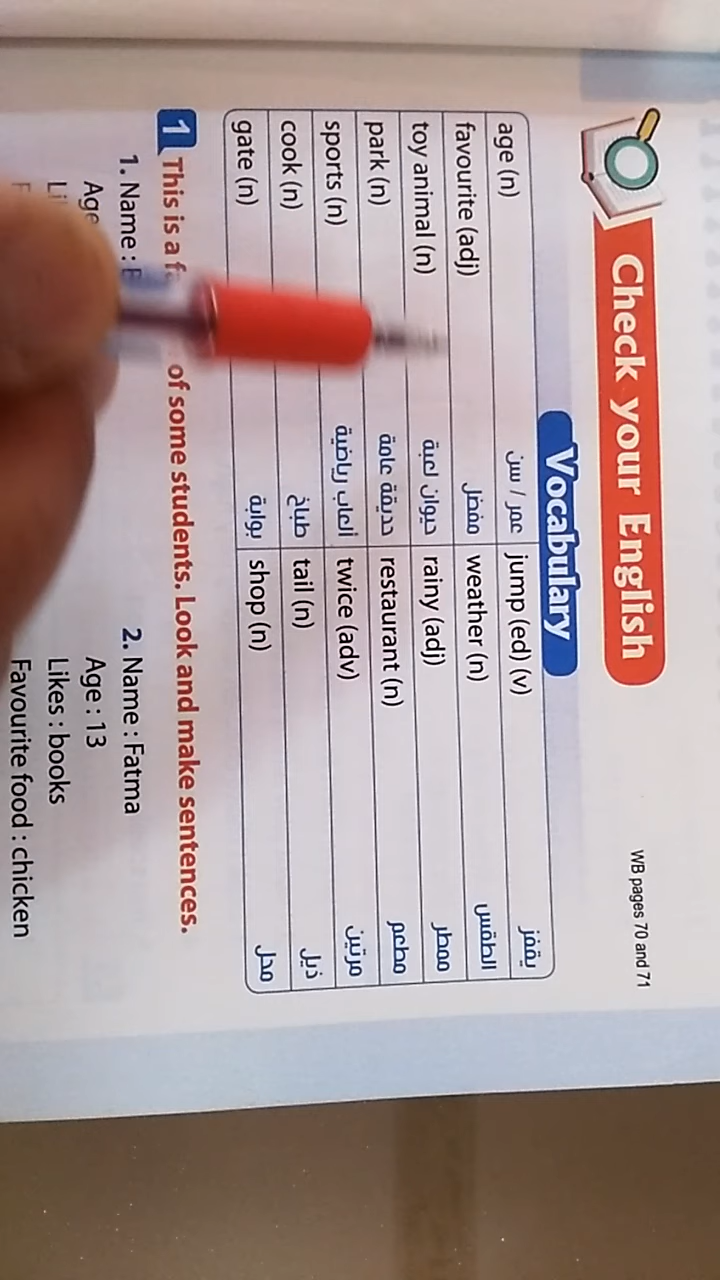 Check your English
WB pages 70 and 71
Vocabulary
age (n) عمر / سن jump (ed) (v) يقفز
favourite (adj) مفضل weather (n) الطقس
toy animal (n) حيوان لعبة rainy (adj) ممطر
park (n) حديقة عامة restaurant (n) مطعم
sports (n) ألعاب رياضية twice (adv) مرتين
cook (n) طباخ tail (n) ذيل
gate (n) بوابة shop (n) محل
1 This is a of some students. Look and make sentences.
1. Name : 2. Name : Fatma
Age Age : 13
Likes : books
Favourite food : chicken